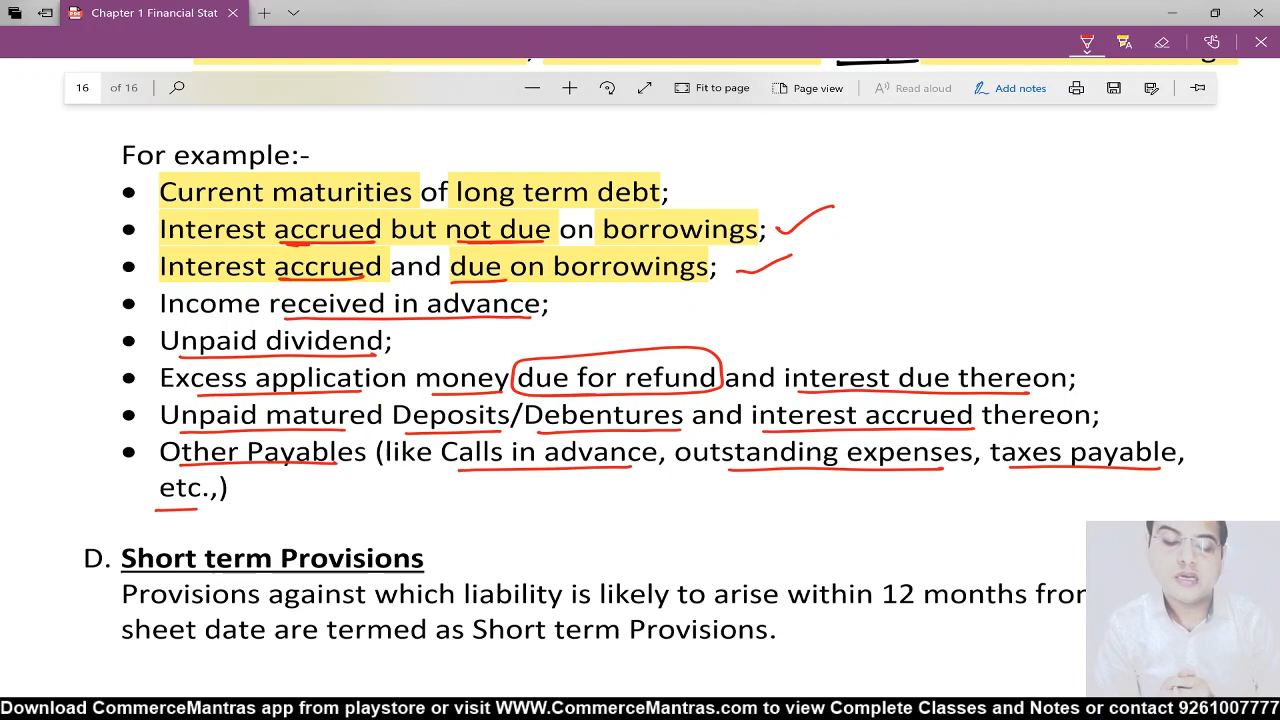 Chapter 1 Financial Stat
16 of 16
Fit to page
Page view
Read aloud
Add notes
For example:-
• Current maturities of long term debt;
• Interest accrued but not due on borrowings;
• Interest accrued and due on borrowings;
• Income received in advance;
• Unpaid dividend;
• Excess application money due for refund and interest due thereon;
• Unpaid matured Deposits/Debentures and interest accrued thereon;
• Other Payables (like Calls in advance, outstanding expenses, taxes payable,
etc.,)
D. Short term Provisions
Provisions against which liability is likely to arise within 12 months
sheet date are termed as Short term Provisions.
Download CommerceMantras app from playstore or visit WWW.CommerceMantras.com to view Complete Classes and Notes or contact 9261007777